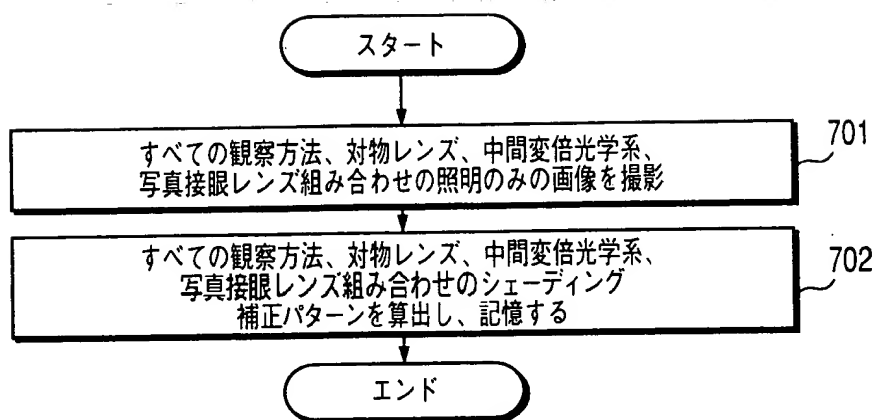 スタート
すべての観察方法、対物レンズ、中間変倍光学系、
写真接眼レンズ組み合わせの照明のみの画像を撮影
701
すべての観察方法、対物レンズ、中間変倍光学系、
写真接眼レンズ組み合わせのシェーディング
補正パターンを算出し、記憶する
702
エンド